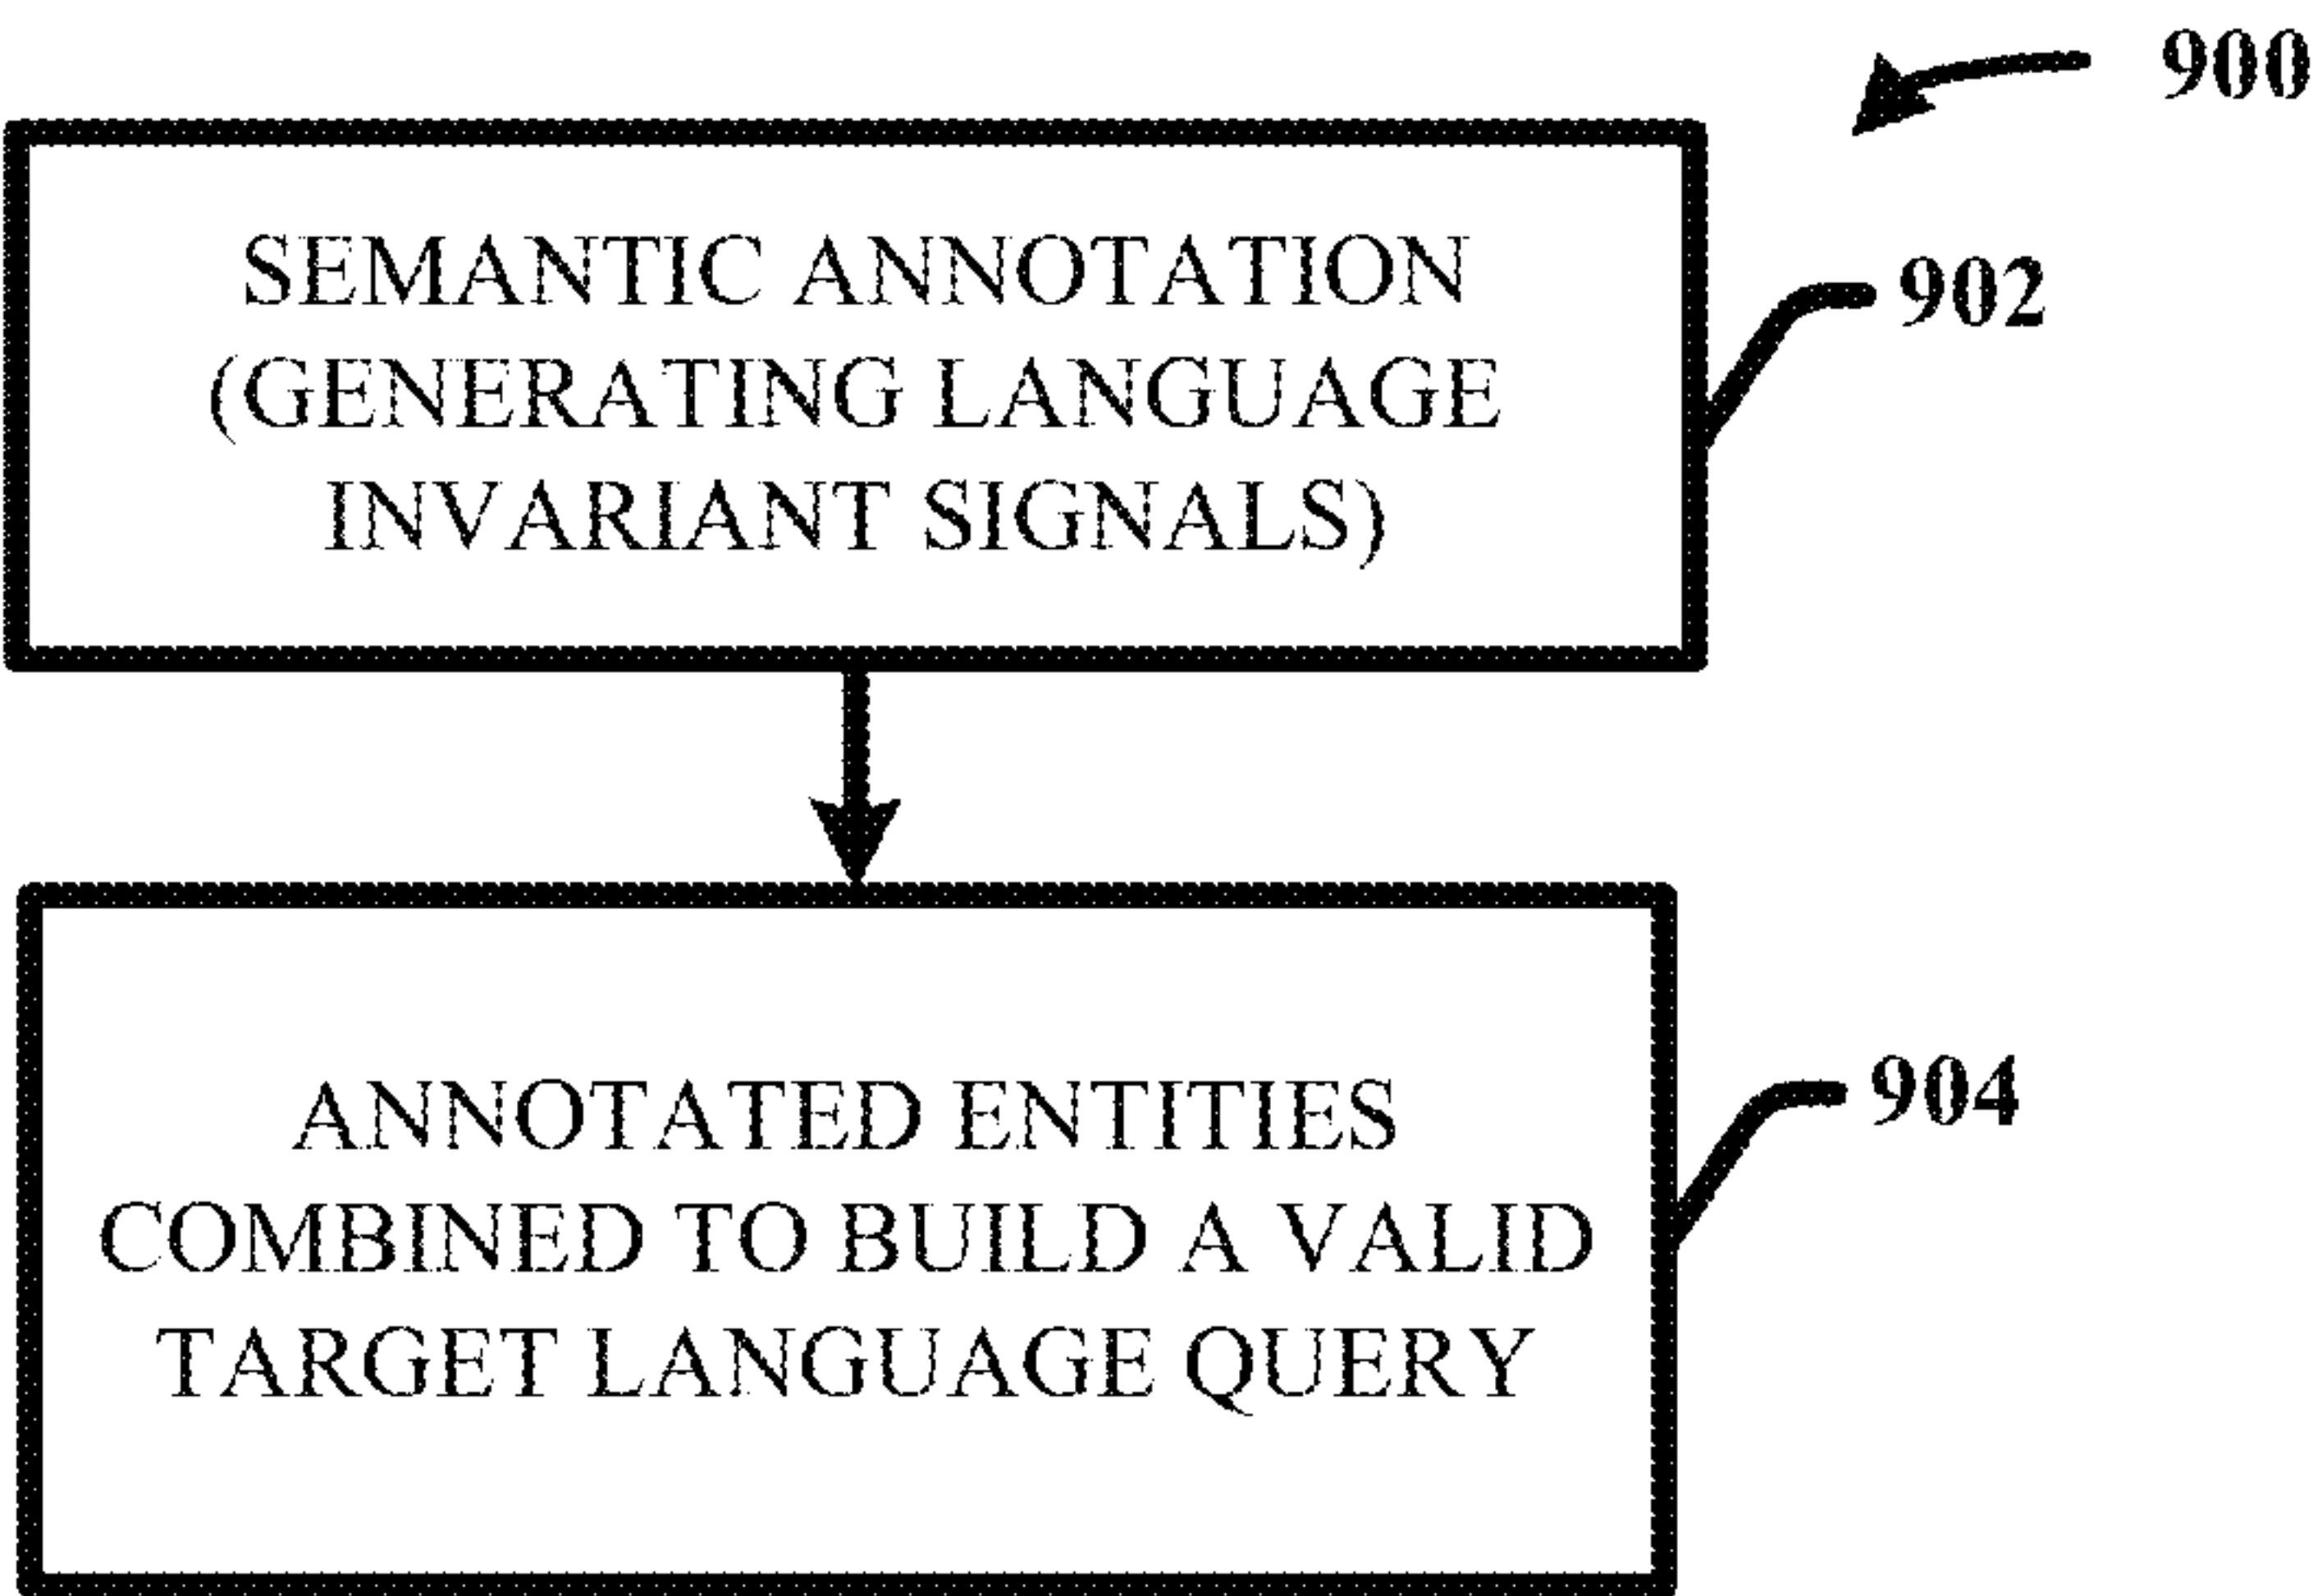 900
SEMANTIC ANNOTATION
(GENERATING LANGUAGE
INVARIANT SIGNALS)
902
ANNOTATED ENTITIES
COMBINED TO BUILD A VALID
TARGET LANGUAGE QUERY
904